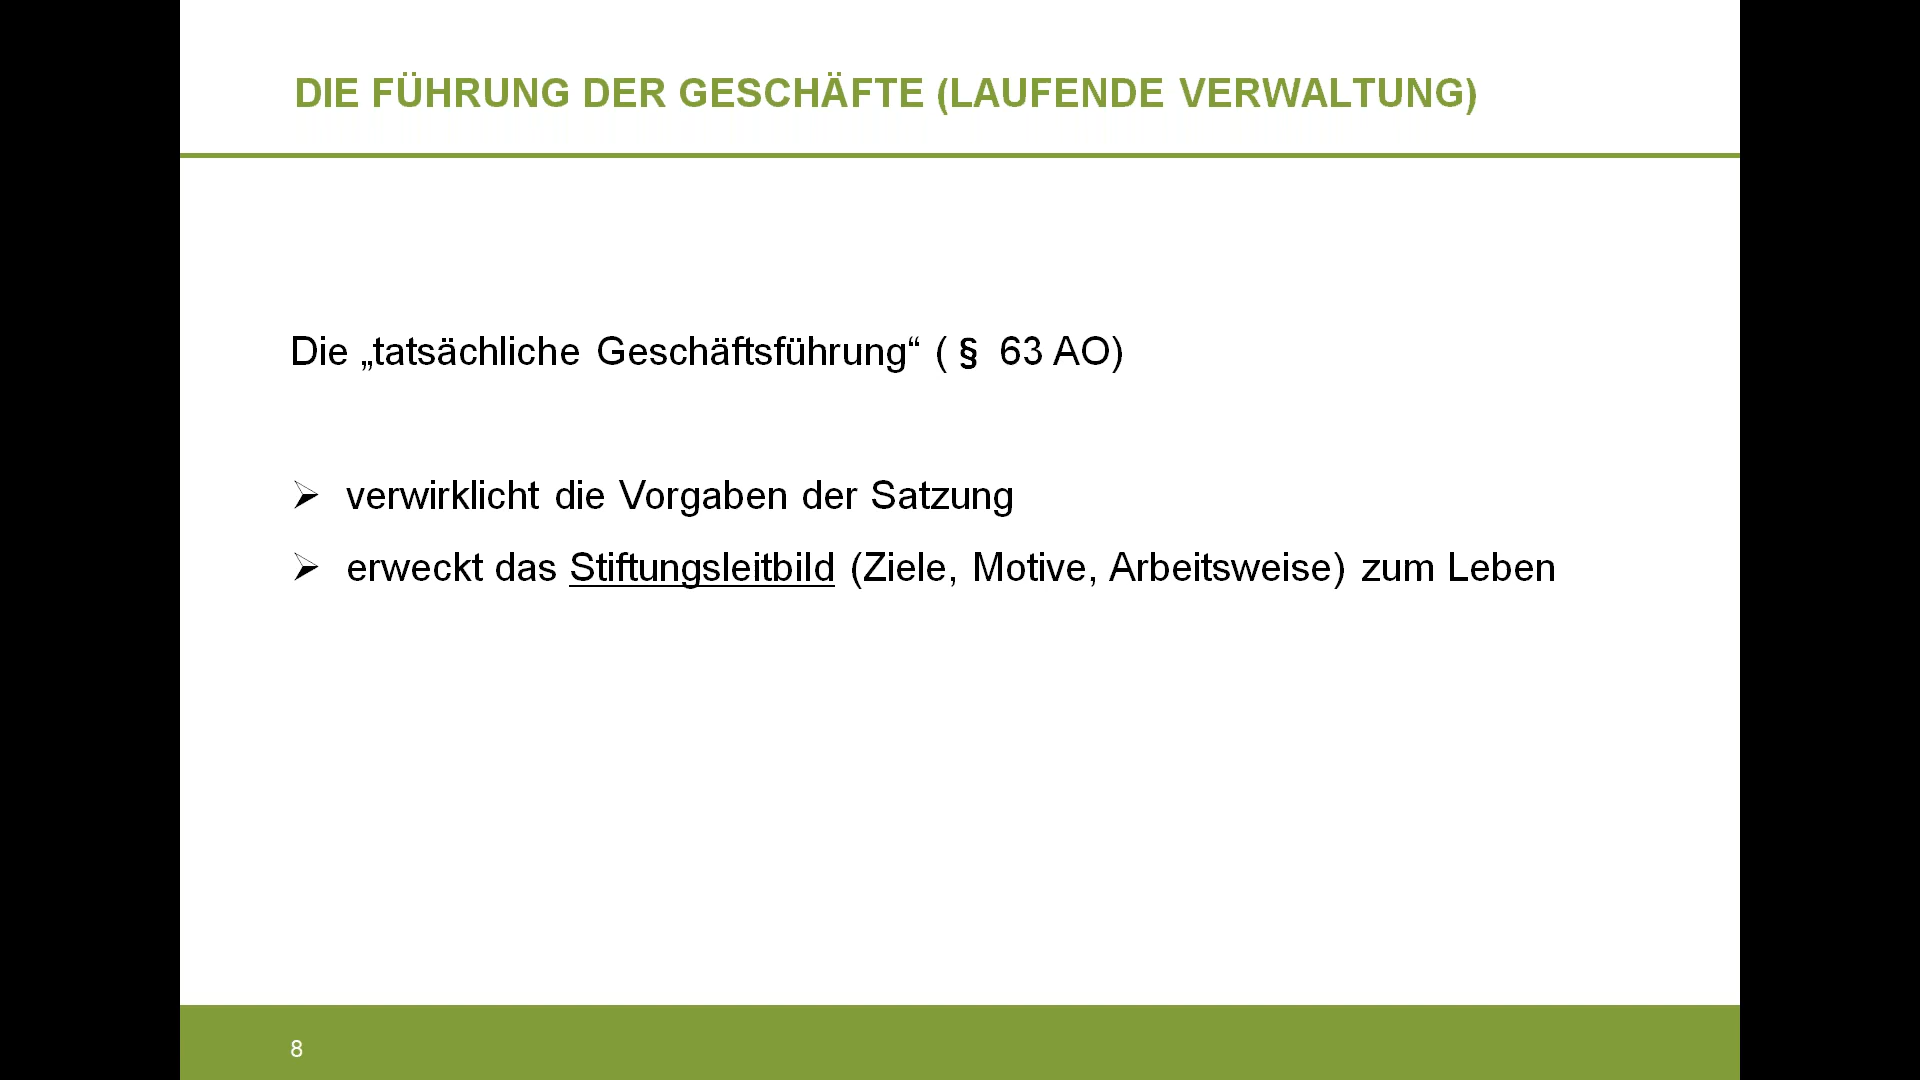 DIE FÜHRUNG DER GESCHÄFTE (LAUFENDE VERWALTUNG)
Die „tatsächliche Geschäftsführung“ ( § 63 AO)
➢ verwirklicht die Vorgaben der Satzung
➢ erweckt das Stiftungsleitbild (Ziele, Motive, Arbeitsweise) zum Leben
8